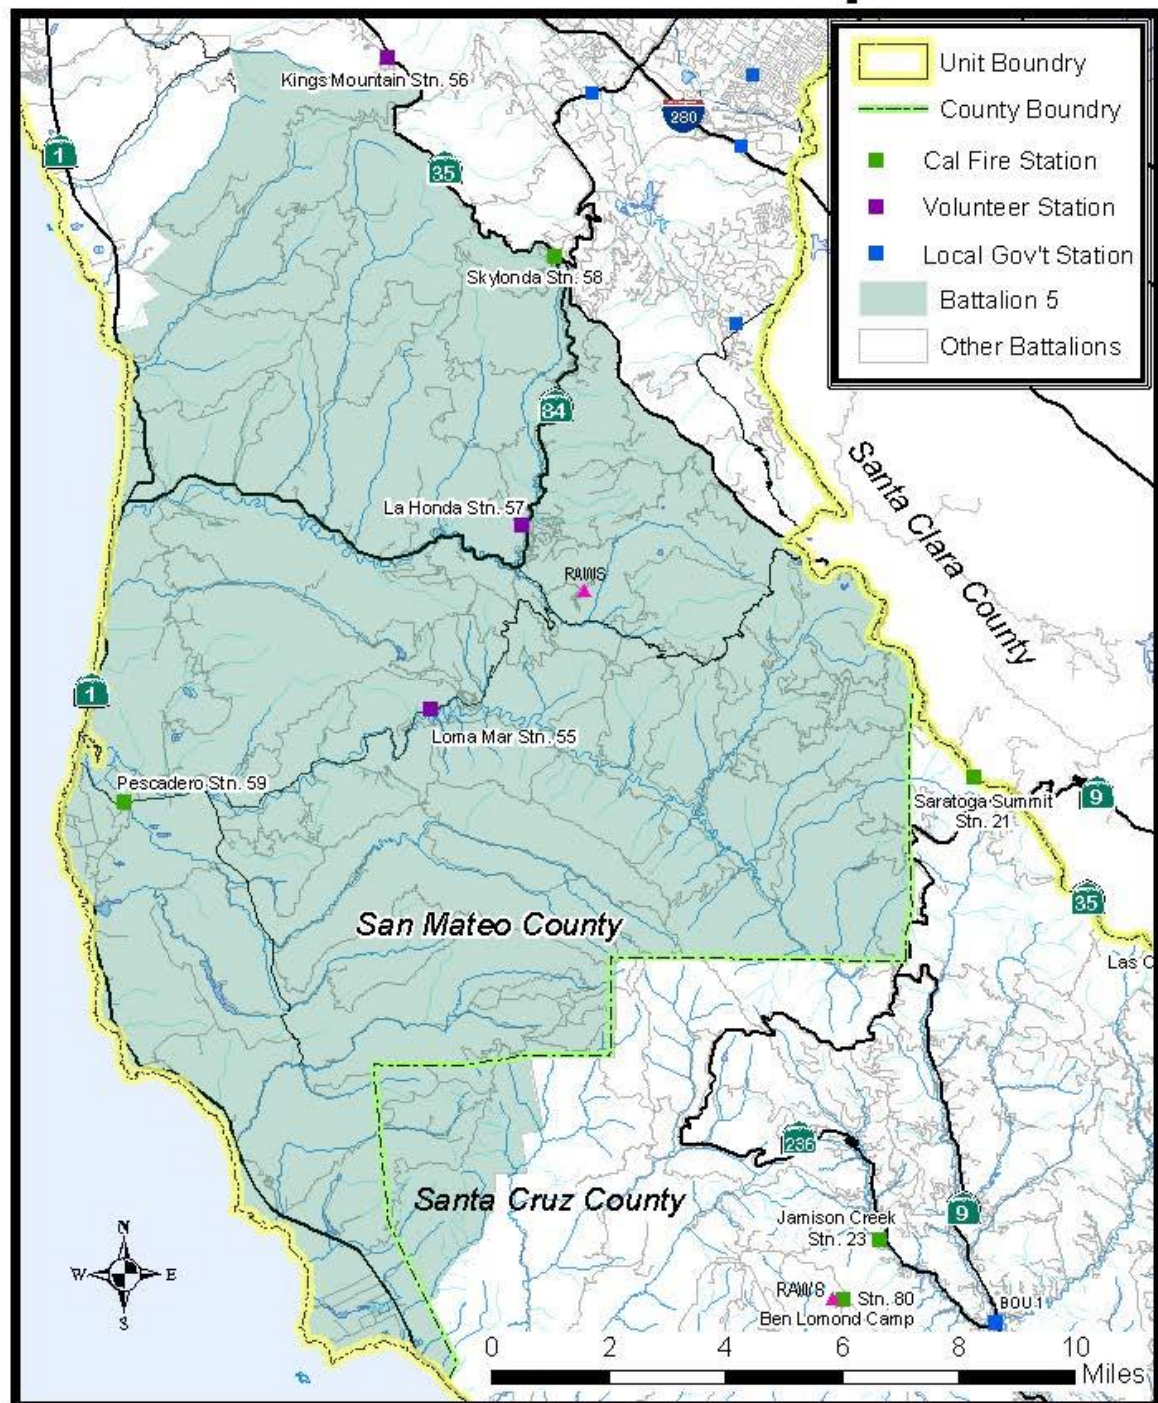 Kings Mountain Stn. 56
1
35
280
Unit Boundry
County Boundry
Cal Fire Station
Volunteer Station
Local Gov't Station
Battalion 5
Other Battalions
Skylonda Stn. 58
84
Santa Clara County
La Honda Stn. 57
RAWS
1
Loma Mar Stn. 55
Pescadero Stn. 59
Saratoga Summit
Stn. 21
9
35
San Mateo County
Las C
236
Santa Cruz County
9
Jamison Creek
Stn. 23
N
W E
S
RAWS
Stn. 80
Ben Lomond Camp
BOU 1
0 2 4 6 8 10
Miles